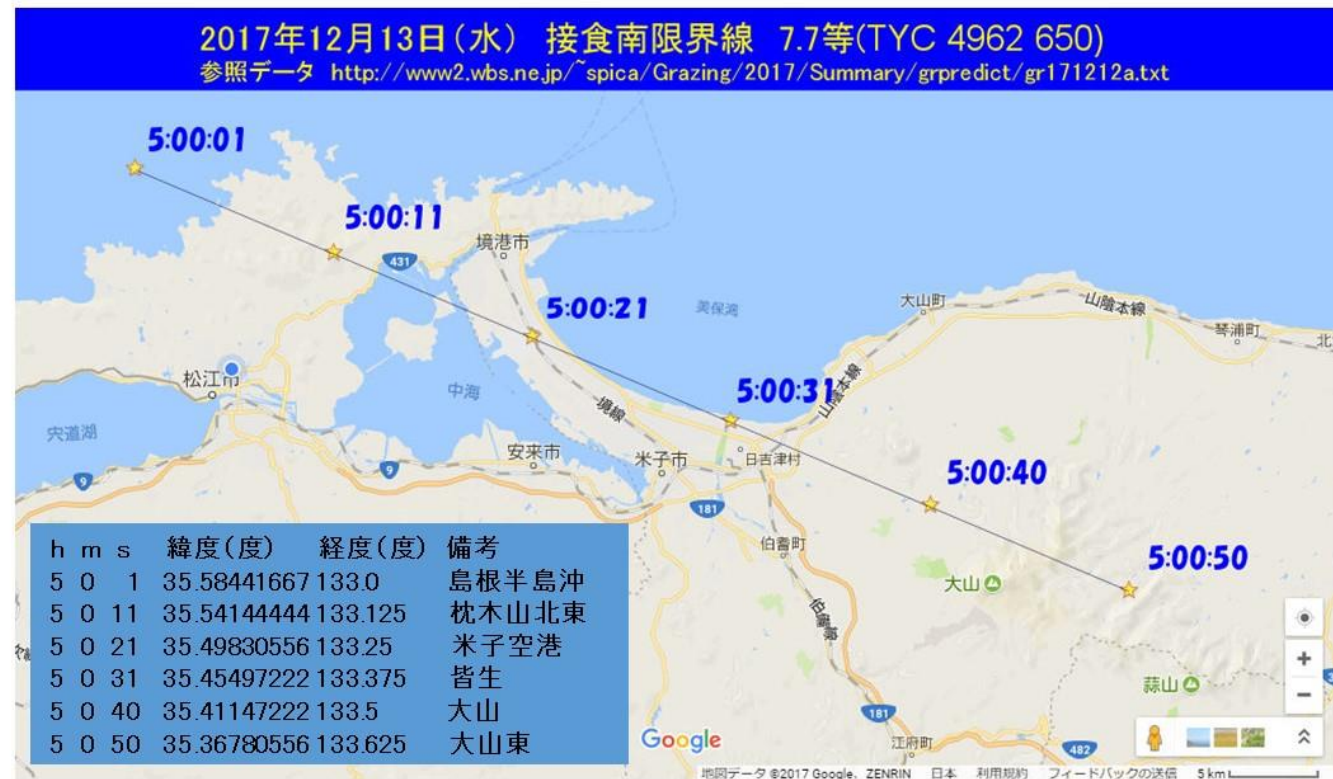 2017年12月13日(水) 接食南限界線 7.7等(TYC 4962 650)
参照データ http://www2.wbs.ne.jp/~spica/Grazing/2017/Summary/grpredict/gr171212a.txt
5:00:01
5:00:11
境港市
431
5:00:21
美保湾
大山町
山陰本線
琴浦町
北
松江市
中海
境線
5:00:31
山陰本線
宍道湖
9
9
安来市
米子市
日吉津村
181
5:00:40
伯耆町
大山
5:00:50
伯備線
蒜山
181
江府町
482
h m s 緯度(度) 経度(度) 備考
5 0 1 35.58441667 133.0 島根半島沖
5 0 11 35.54144444 133.125 枕木山北東
5 0 21 35.49830556 133.25 米子空港
5 0 31 35.45497222 133.375 皆生
5 0 40 35.41147222 133.5 大山
5 0 50 35.36780556 133.625 大山東
Google
地図データ ©2017 Google、ZENRIN 日本 利用規約 フィードバックの送信 5 km